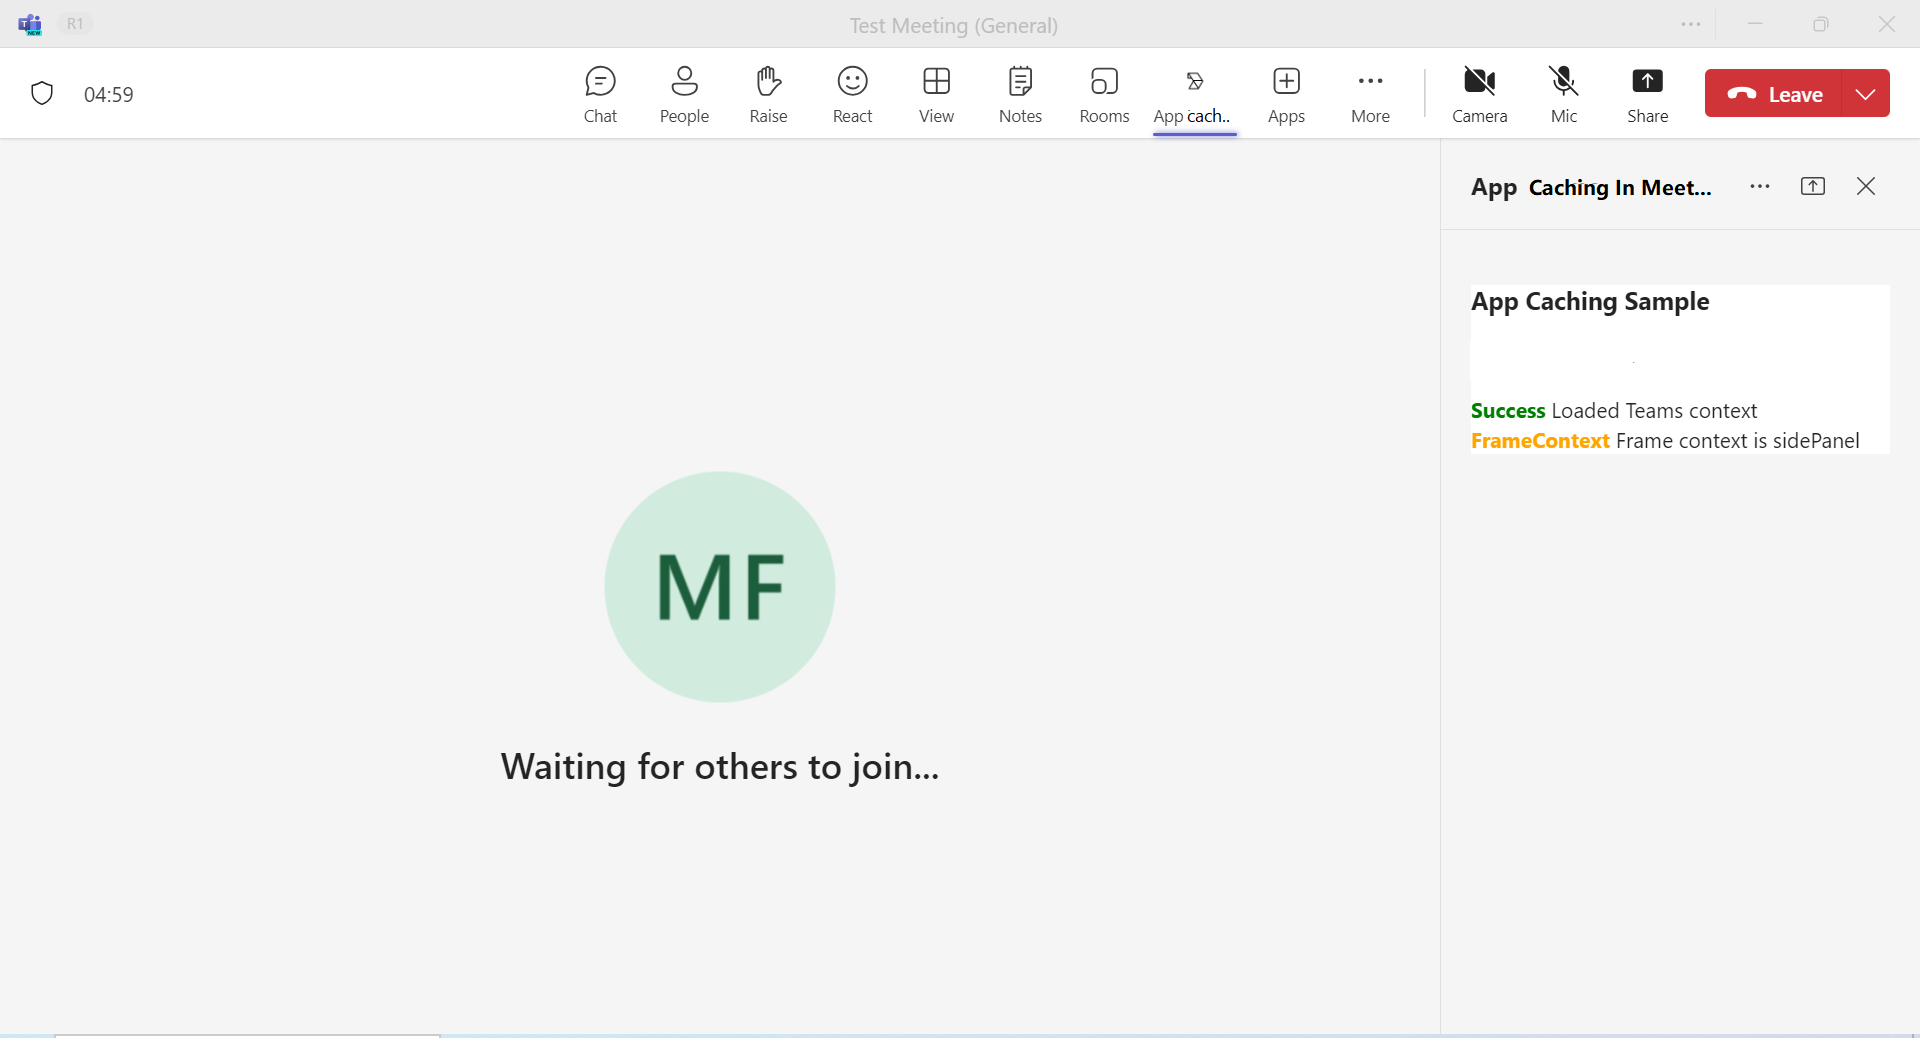 R1
Test Meeting (General)
04:59
Chat
People
Raise
React
View
Notes
Rooms
App cach..
Apps
More
Camera
Mic
Share
Leave
App Caching In Meet...
App Caching Sample
Success Loaded Teams context
FrameContext Frame context is sidePanel
MF
Waiting for others to join...